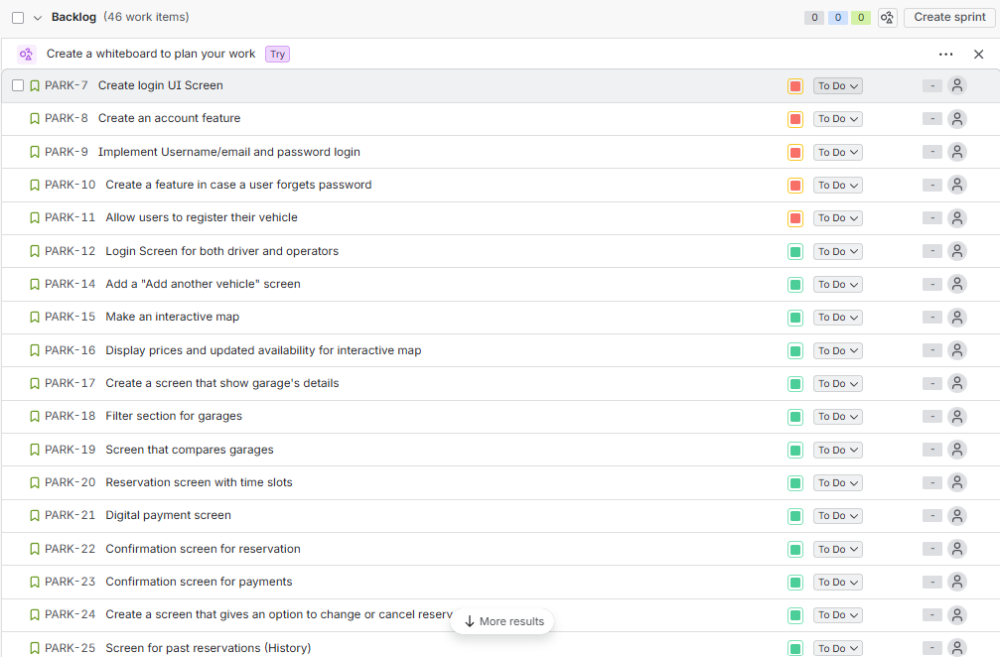 Backlog (46 work items) 0 0 0 Create sprint
Create a whiteboard to plan your work Try
PARK-7 Create login UI Screen To Do -
PARK-8 Create an account feature To Do -
PARK-9 Implement Username/email and password login To Do -
PARK-10 Create a feature in case a user forgets password To Do -
PARK-11 Allow users to register their vehicle To Do -
PARK-12 Login Screen for both driver and operators To Do -
PARK-14 Add a "Add another vehicle" screen To Do -
PARK-15 Make an interactive map To Do -
PARK-16 Display prices and updated availability for interactive map To Do -
PARK-17 Create a screen that show garage's details To Do -
PARK-18 Filter section for garages To Do -
PARK-19 Screen that compares garages To Do -
PARK-20 Reservation screen with time slots To Do -
PARK-21 Digital payment screen To Do -
PARK-22 Confirmation screen for reservation To Do -
PARK-23 Confirmation screen for payments To Do -
PARK-24 Create a screen that gives an option to change or cancel reserv To Do -
More results
PARK-25 Screen for past reservations (History) To Do -